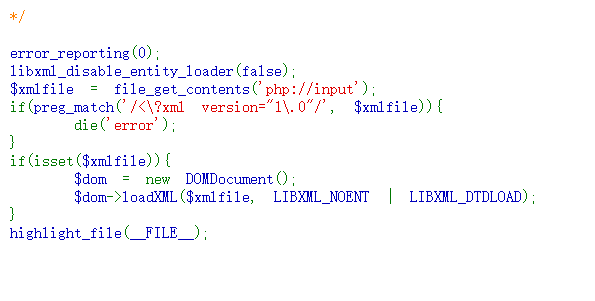 */
error_reporting(0);
libxml_disable_entity_loader(false);
$xmlfile = file_get_contents('php://input');
if(preg_match('/<\?xml version="1\.0"/', $xmlfile)){
        die('error');
}
if(isset($xmlfile)){
        $dom = new DOMDocument();
        $dom->loadXML($xmlfile, LIBXML_NOENT | LIBXML_DTDLOAD);
}
highlight_file(__FILE__);